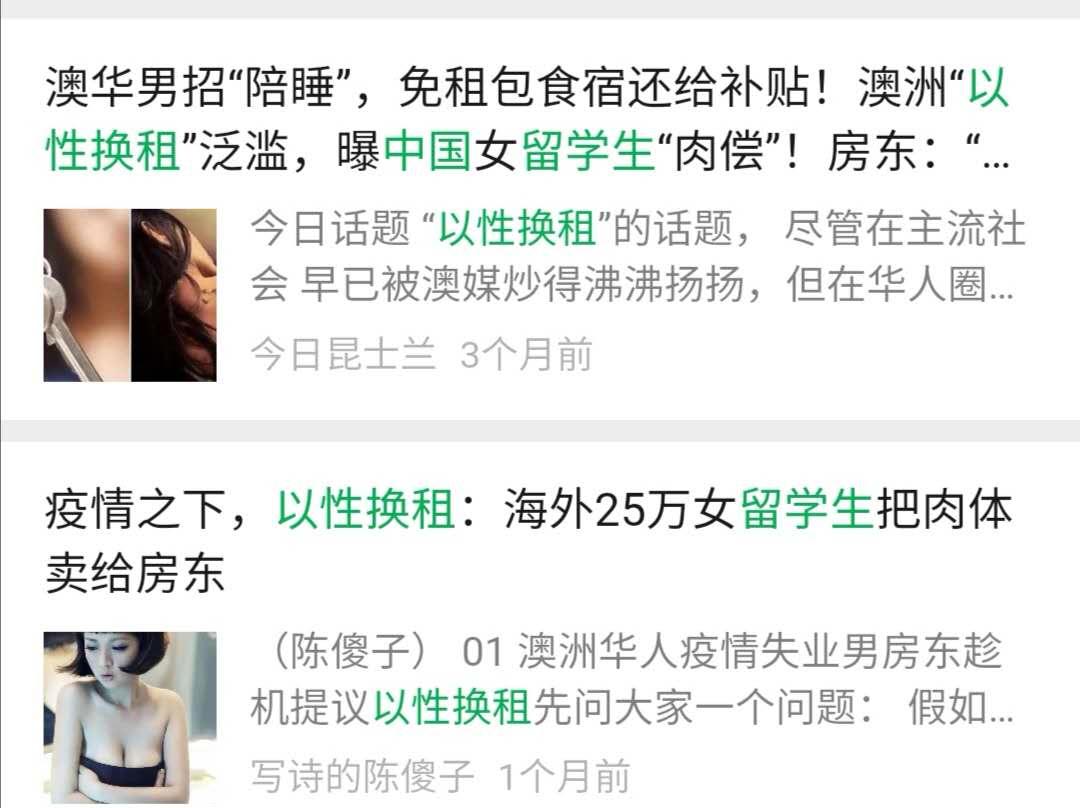 澳华男招“陪睡”，免租包食宿还给补贴！澳洲“以
性换租”泛滥，曝中国女留学生“肉偿”！房东：“…
今日话题 “以性换租”的话题， 尽管在主流社
会 早已被澳媒炒得沸沸扬扬，但在华人圈…
今日昆士兰 3个月前
疫情之下，以性换租：海外25万女留学生把肉体
卖给房东
（陈傻子） 01 澳洲华人疫情失业男房东趁
机提议以性换租先问大家一个问题： 假如…
写诗的陈傻子 1个月前